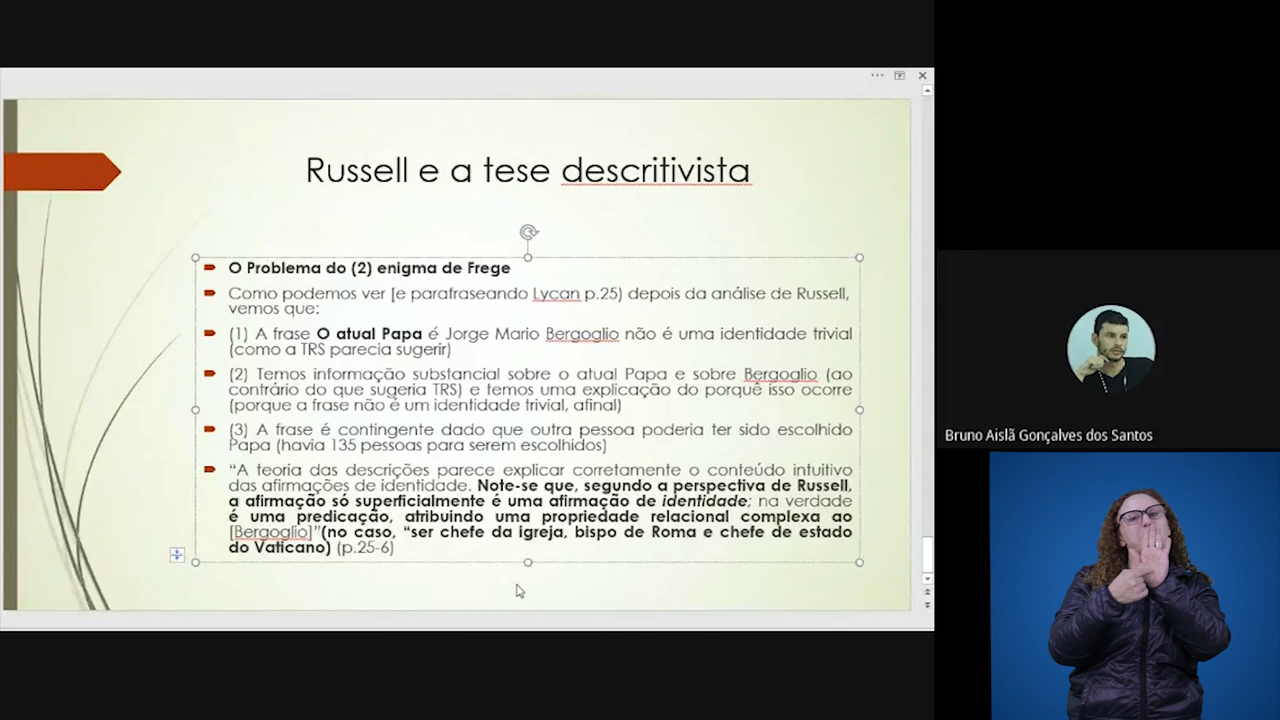 Russell e a tese descritivista
O Problema do (2) enigma de Frege
Como podemos ver [e parafraseando Lycan p.25) depois da análise de Russell,
vemos que:
(1) A frase O atual Papa é Jorge Mario Bergoglio não é uma identidade trivial
(como a TRS parecia sugerir)
(2) Temos informação substancial sobre o atual Papa e sobre Bergoglio (ao
contrário do que sugeria TRS) e temos uma explicação do porquê isso ocorre
(porque a frase não é um identidade trivial, afinal)
(3) A frase é contingente dado que outra pessoa poderia ter sido escolhido
Papa (havia 135 pessoas para serem escolhidos)
“A teoria das descrições parece explicar corretamente o conteúdo intuitivo
das afirmações de identidade. Note-se que, segundo a perspectiva de Russell,
a afirmação só superficialmente é uma afirmação de identidade; na verdade
é uma predicação, atribuindo uma propriedade relacional complexa ao
[Bergoglio]”(no caso, “ser chefe da igreja, bispo de Roma e chefe de estado
do Vaticano) (p.25-6)
Bruno Aislã Gonçalves dos Santos